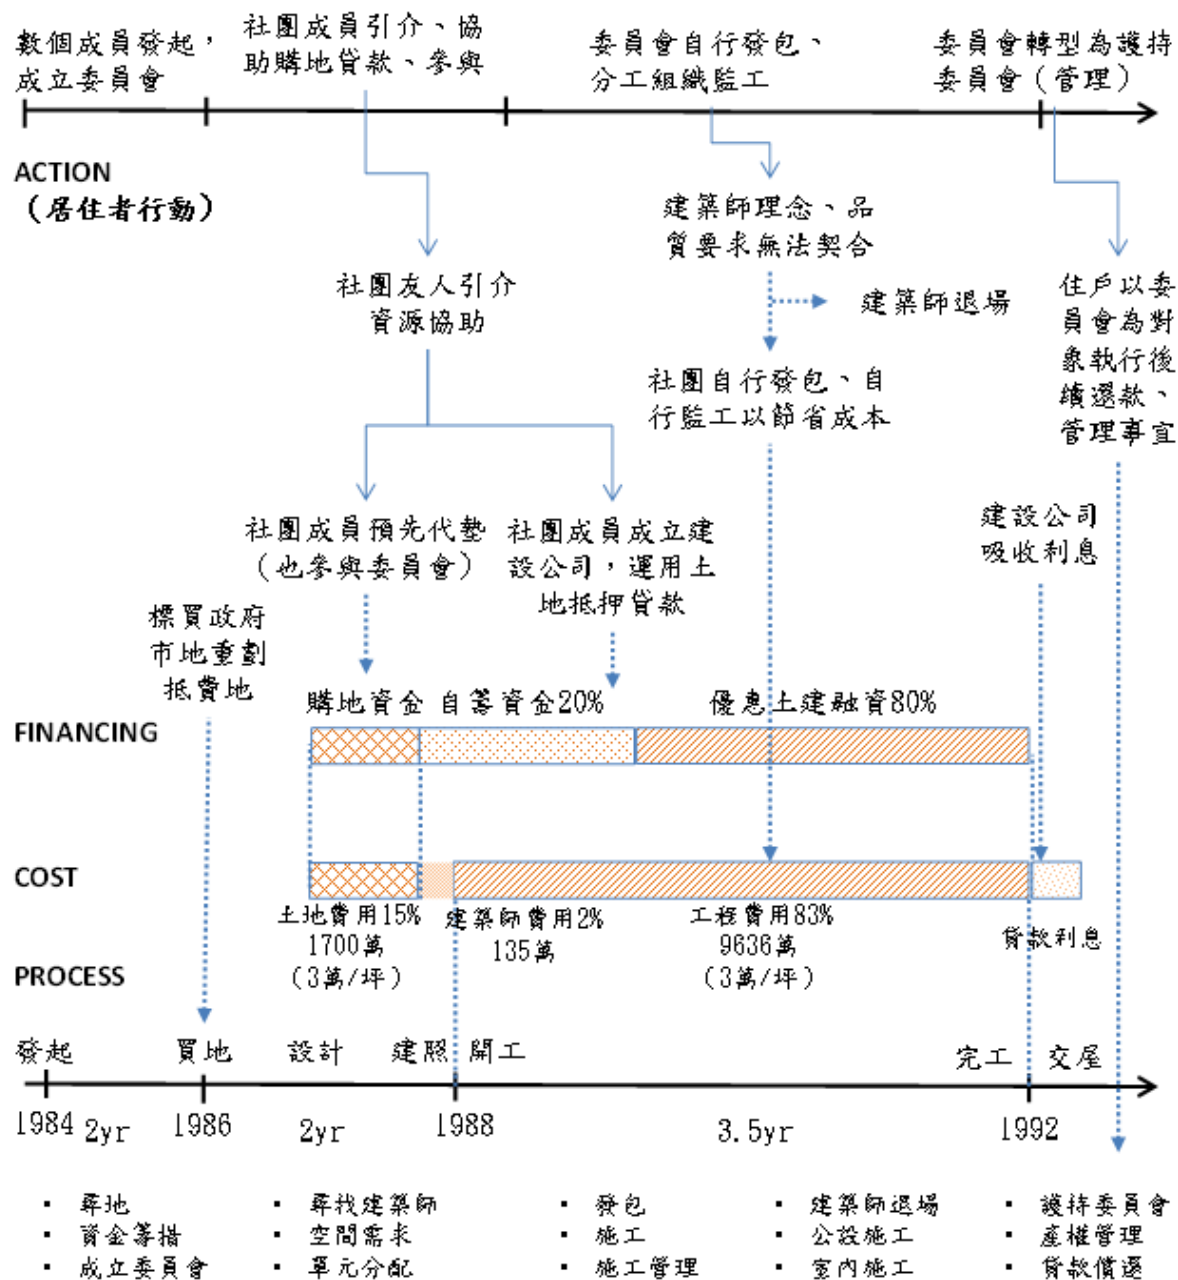 數個成員發起，
成立委員會
社團成員引介、協
助購地貸款、參與
委員會自行發包、
分工組織監工
委員會轉型為護持
委員會（管理）
ACTION
（居住者行動）
建築師理念、品
質要求無法契合
社團友人引介
資源協助
建築師退場
住戶以委
員會為對
象執行後
續還款、
管理事宜
社團自行發包、自
行監工以節省成本
社團成員預先代墊
（也參與委員會）
社團成員成立建
設公司，運用土
地抵押貸款
建設公司
吸收利息
標買政府
市地重劃
抵費地
購地資金 自籌資金20%
優惠土建融資80%
FINANCING
COST
土地費用15%
1700萬
（3萬/坪）
建築師費用2%
135萬
工程費用83%
9636萬
（3萬/坪）
貸款利息
PROCESS
發起
買地
設計
建照
開工
完工
交屋
1984
2yr
1986
2yr
1988
3.5yr
1992
▪ 尋地
▪ 資金籌措
▪ 成立委員會
▪ 尋找建築師
▪ 空間需求
▪ 單元分配
▪ 發包
▪ 施工
▪ 施工管理
▪ 建築師退場
▪ 公設施工
▪ 室內施工
▪ 護持委員會
▪ 產權管理
▪ 貸款償還